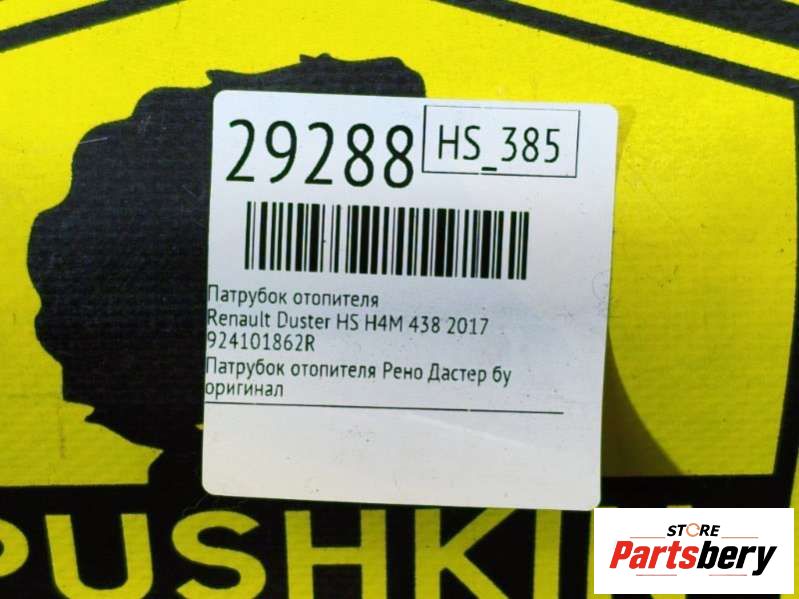 29288
HS_385
Патрубок отопителя
Renault Duster HS H4M 438 2017
924101862R
Патрубок отопителя Рено Дастер бу
оригинал
PUSHKIN
STORE
Partsbery